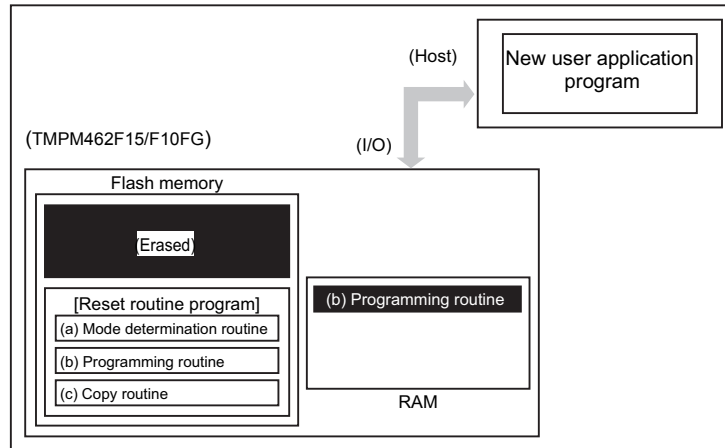 (Host)
New user application
program
(TMPM462F15/F10FG)
(I/O)
Flash memory
(Erased)
[Reset routine program]
(a) Mode determination routine
(b) Programming routine
(c) Copy routine
(b) Programming routine
RAM